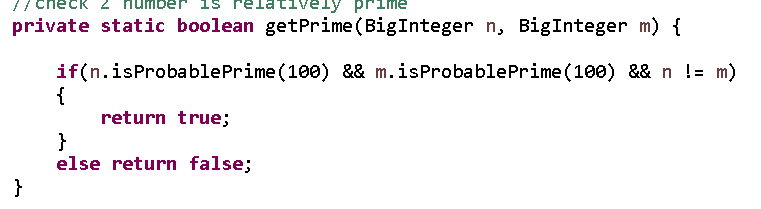 //check 2 number is relatively prime
private static boolean getPrime(BigInteger n, BigInteger m) {
if(n.isProbablePrime(100) && m.isProbablePrime(100) && n != m)
{
return true;
}
else return false;
}